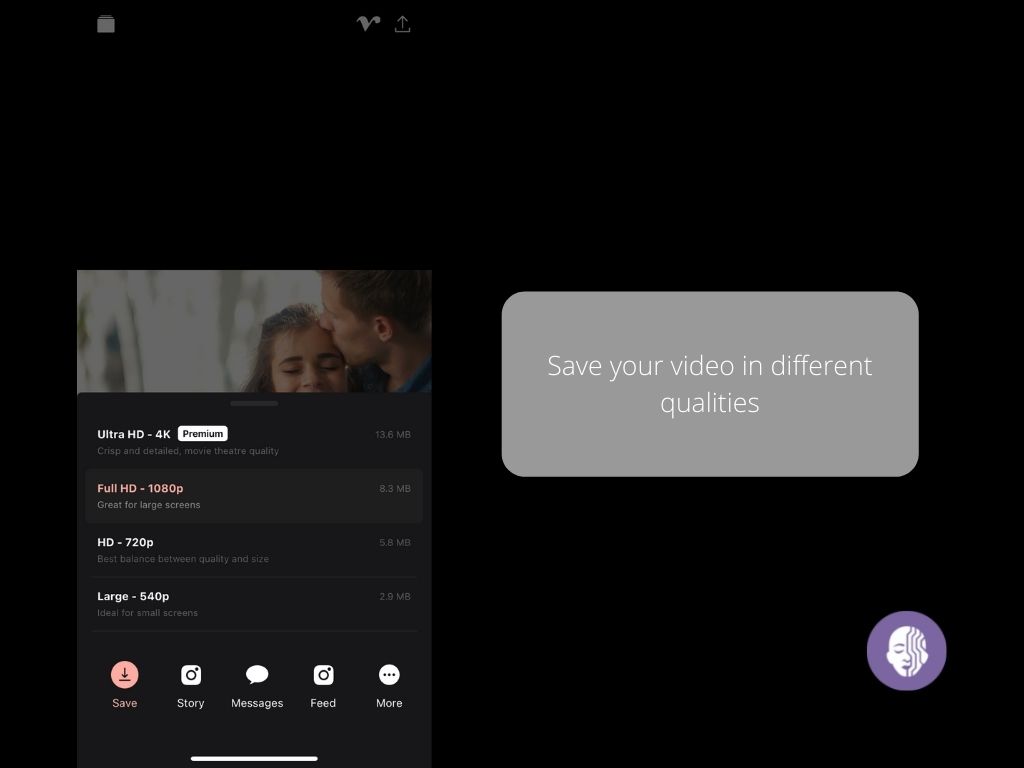 Ultra HD - 4K Premium 13.6 MB
Crisp and detailed, movie theatre quality
Full HD - 1080p 8.3 MB
Great for large screens
HD - 720p 5.8 MB
Best balance between quality and size
Large - 540p 2.9 MB
Ideal for small screens
Save Story Messages Feed More
Save your video in different
qualities